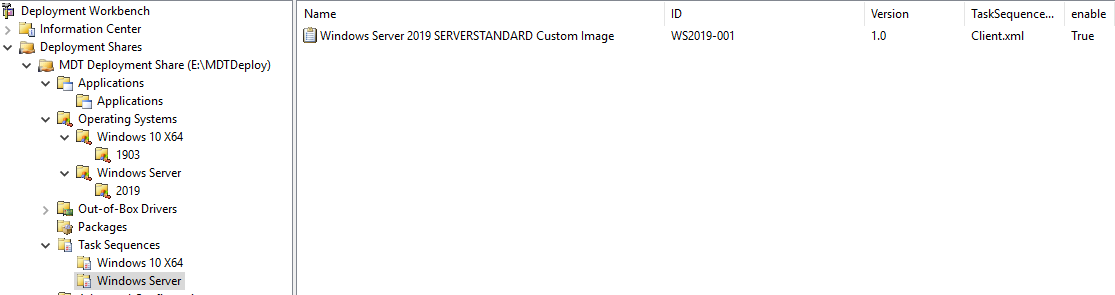 Deployment Workbench
Information Center
Deployment Shares
MDT Deployment Share (E:\MDTDeploy)
Applications
Applications
Operating Systems
Windows 10 X64
1903
Windows Server
2019
Out-of-Box Drivers
Packages
Task Sequences
Windows 10 X64
Windows Server
Name ID Version TaskSequence... enable
Windows Server 2019 SERVERSTANDARD Custom Image WS2019-001 1.0 Client.xml True